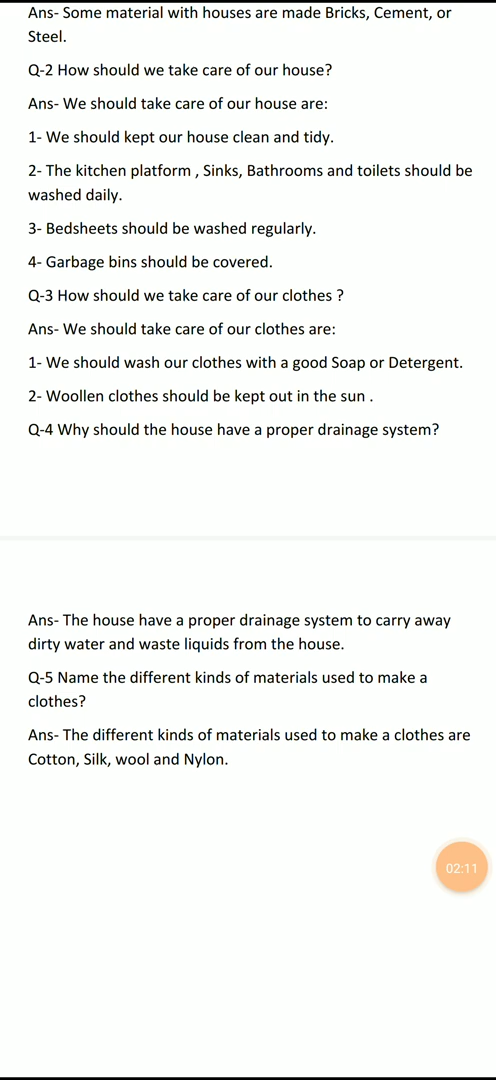 Ans- Some material with houses are made Bricks, Cement, or
Steel.
Q-2 How should we take care of our house?
Ans- We should take care of our house are:
1- We should kept our house clean and tidy.
2- The kitchen platform , Sinks, Bathrooms and toilets should be
washed daily.
3- Bedsheets should be washed regularly.
4- Garbage bins should be covered.
Q-3 How should we take care of our clothes ?
Ans- We should take care of our clothes are:
1- We should wash our clothes with a good Soap or Detergent.
2- Woollen clothes should be kept out in the sun .
Q-4 Why should the house have a proper drainage system?
Ans- The house have a proper drainage system to carry away
dirty water and waste liquids from the house.
Q-5 Name the different kinds of materials used to make a
clothes?
Ans- The different kinds of materials used to make a clothes are
Cotton, Silk, wool and Nylon.
02:11